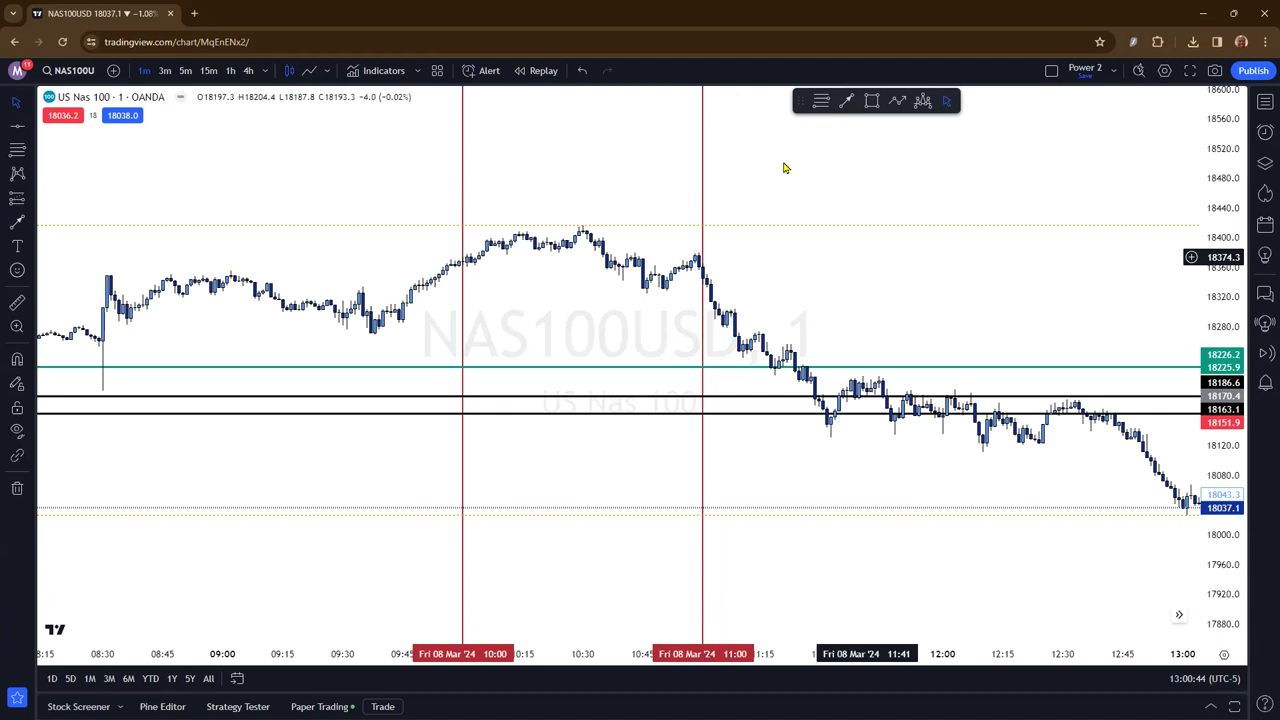 NAS100USD 18037.1 ▼ −1.08%
tradingview.com/chart/MqEnENx2/
M 11 NAS100U 1m 3m 5m 15m 1h 4h Indicators Alert Replay Power 2 Save Publish
100 US Nas 100 · 1 · OANDA O18197.3 H18204.4 L18187.8 C18193.3 −4.0 (−0.02%)
18036.2 18 18038.0
18600.0
18560.0
18520.0
18480.0
18440.0
18400.0
18374.3
18360.0
18320.0
18280.0
NAS100USD, 1
US Nas 100
18226.2
18225.9
18186.6
18170.4
18163.1
18151.9
18120.0
18080.0
18043.3
18037.1
18000.0
17960.0
17920.0
17880.0
8:15 08:30 08:45 09:00 09:15 09:30 09:45 Fri 08 Mar '24 10:00 0:15 10:30 10:45 Fri 08 Mar '24 11:00 1:15 Fri 08 Mar '24 11:41 12:00 12:15 12:30 12:45 13:00
1D 5D 1M 3M 6M YTD 1Y 5Y All 13:00:44 (UTC-5)
Stock Screener Pine Editor Strategy Tester Paper Trading Trade